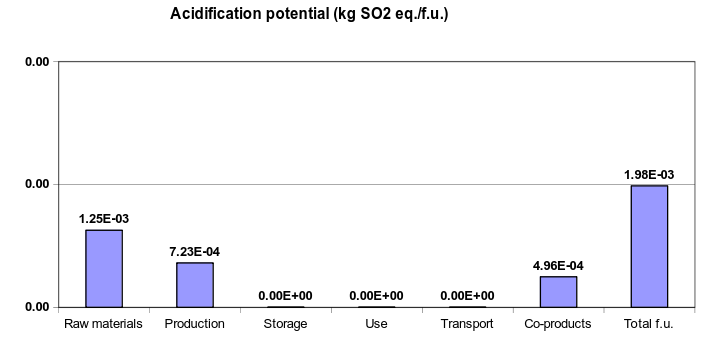 Acidification potential (kg SO2 eq./f.u.)
0.00
0.00
0.00
1.25E-03
7.23E-04
0.00E+00
0.00E+00
0.00E+00
4.96E-04
1.98E-03
Raw materials
Production
Storage
Use
Transport
Co-products
Total f.u.